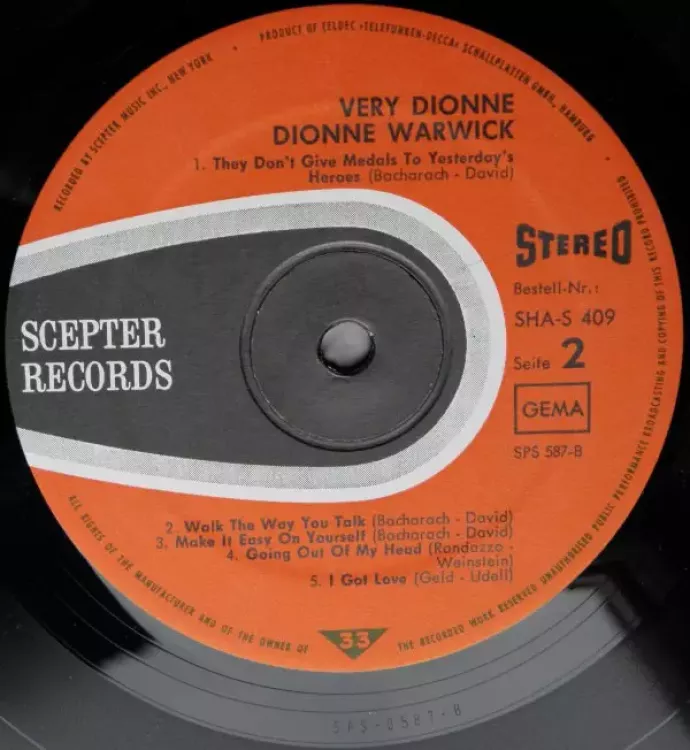 RECORDED BY SCEPTER MUSIC INC., NEW YORK • PRODUCT OF TELDEC »TELEFUNKEN-DECCA« SCHALLPLATTEN GMBH., HAMBURG
VERY DIONNE
DIONNE WARWICK
1. They Don't Give Medals To Yesterday's
Heroes (Bacharach - David)
STEREO
Bestell-Nr.:
SHA-S 409
Seite 2
GEMA
SPS 587-B
SCEPTER
RECORDS
2. Walk The Way You Talk (Bacharach - David)
3. Make It Easy On Yourself (Bacharach - David)
4. Going Out Of My Head (Randazzo -
Weinstein)
5. I Got Love (Geld - Udell)
33
ALL RIGHTS OF THE MANUFACTURER AND OF THE OWNER OF THE RECORDED WORK RESERVED UNAUTHORISED PUBLIC PERFORMANCE BROADCASTING AND COPYING OF THIS RECORD PROHIBITED
SPS-0587-B